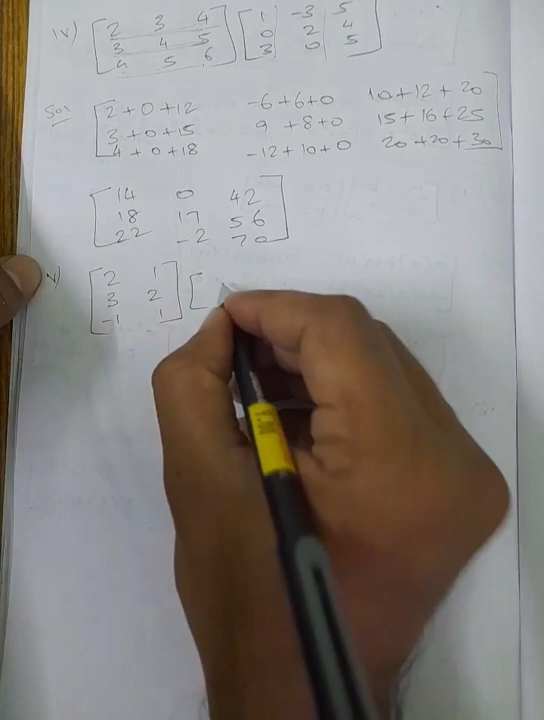 iv) [2 3 4] [1 -3 5]
3 4 5 0 2 4
4 5 6 3 0 5
Son [2+0+12 -6+6+0 10+12+20]
3+0+15 9 +8+0 15+16+25
4+0+18 -12+10+0 20+20+30
[14 0 42]
18 17 56
22 -2 70
v) [2 1] [
3 2
-1 1